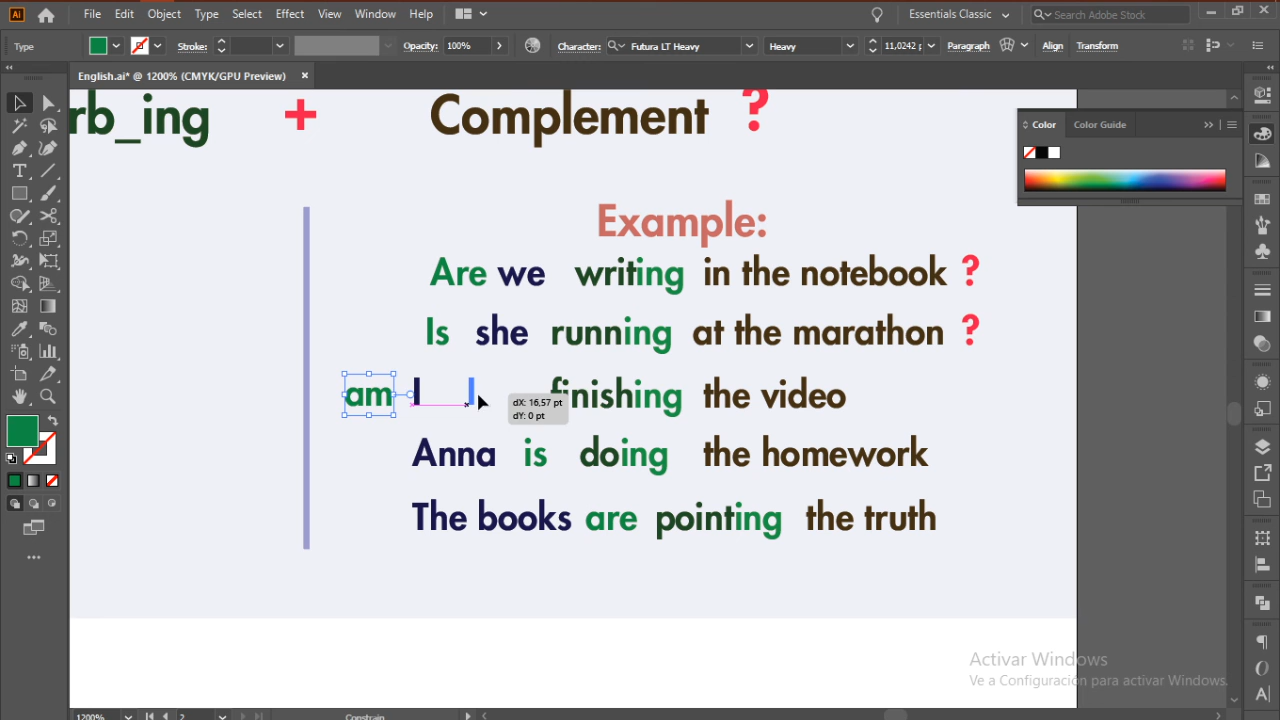 File Edit Object Type Select Effect View Window Help Essentials Classic Search Adobe Stock
Type Stroke: Opacity: 100% Character: Futura LT Heavy Heavy 11,0242 Paragraph Align Transform
English.ai* @ 1200% (CMYK/GPU Preview)
rb_ing + Complement ?
Color Color Guide
Example:
Are we writing in the notebook ?
Is she running at the marathon ?
am I I finishing the video
dX: 16,57 pt
dY: 0 pt
Anna is doing the homework
The books are pointing the truth
Activar Windows
Ve a Configuración para activar Windows.
1200% 2 Constrain